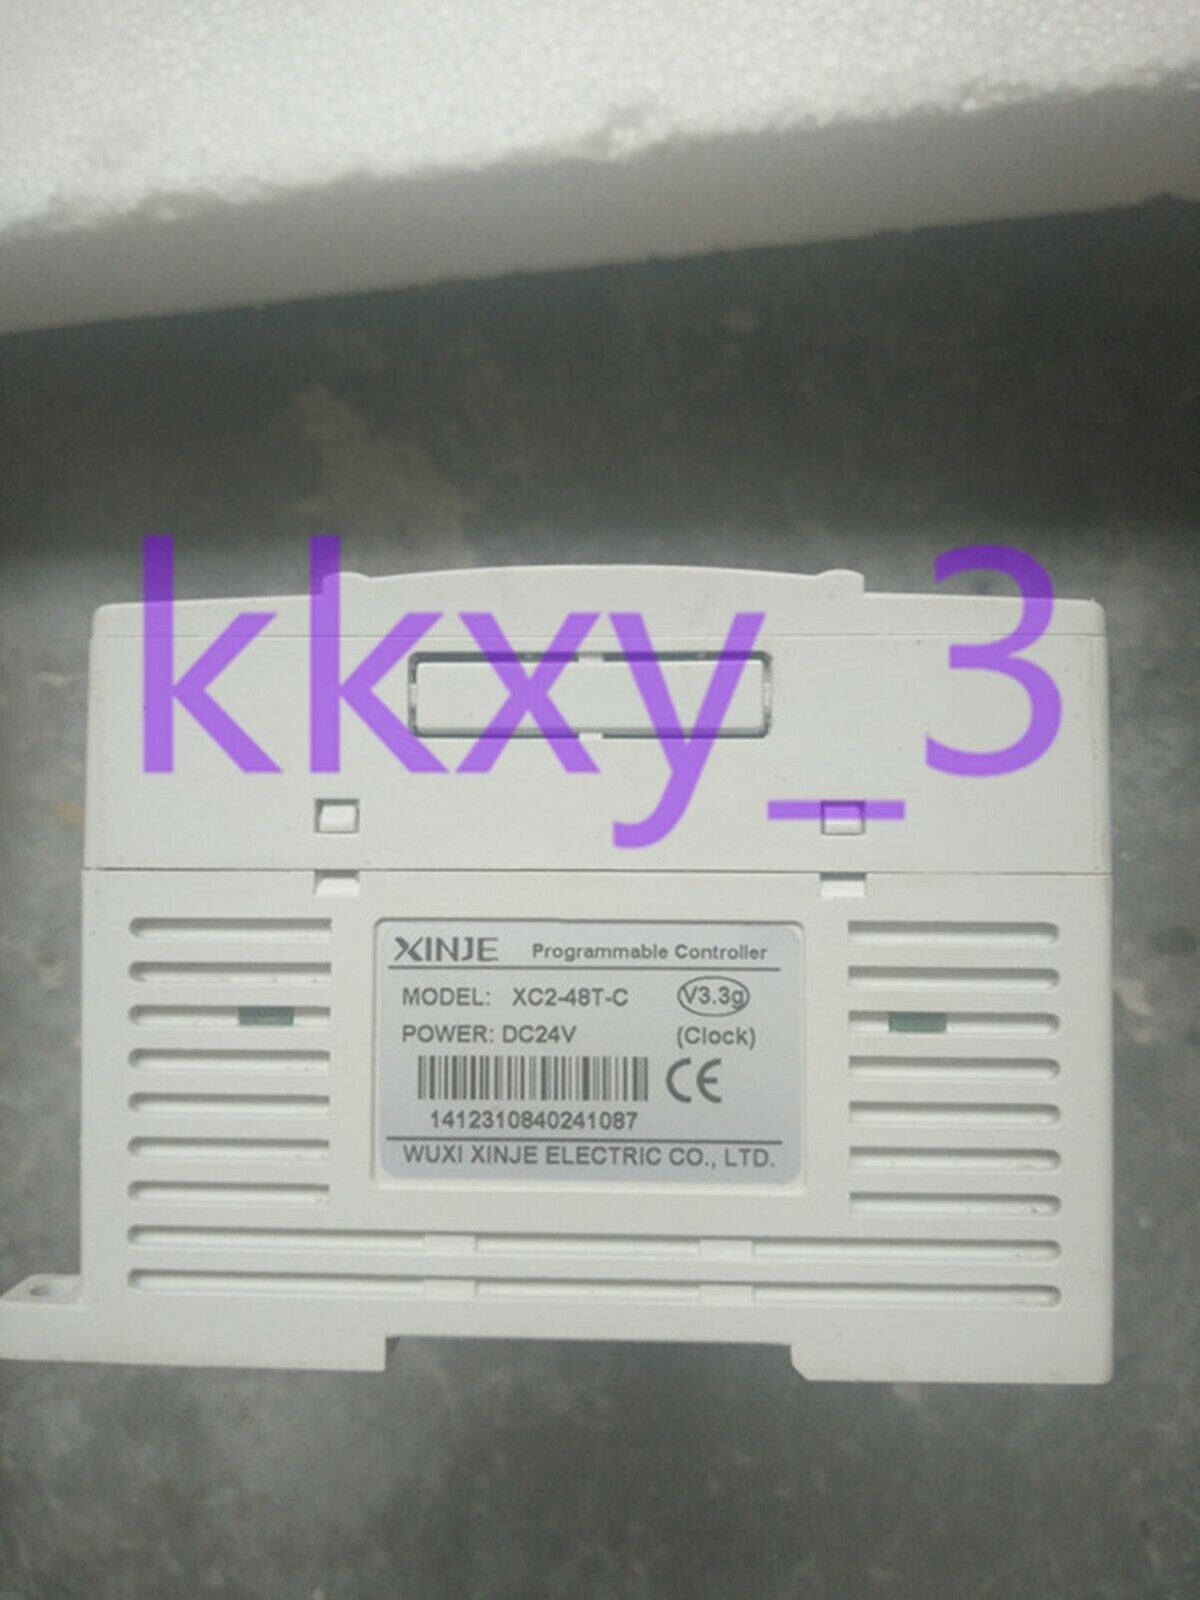 kkxy_3
XINJE Programmable Controller
MODEL: XC2-48T-C V3.3g
POWER: DC24V (Clock)
CE
1412310840241087
WUXI XINJE ELECTRIC CO., LTD.